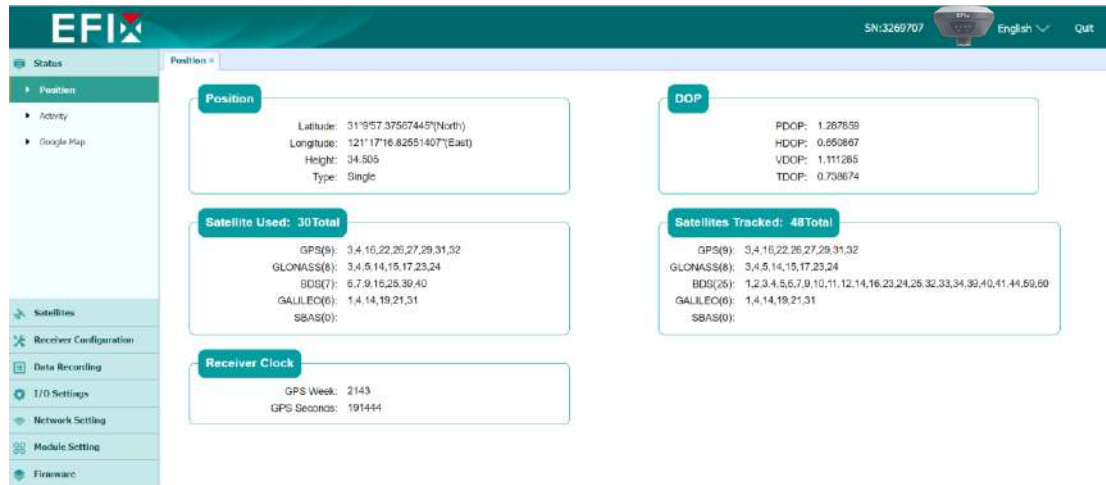 EFIX
SN:3269707
EFIX
English
Quit
Status
Position
Position
Activity
Google Map
Satellites
Receiver Configuration
Data Recording
I/O Settings
Network Setting
Module Setting
Firmware
Position
Latitude: 31°9'57.37567445"(North)
Longitude: 121°17'16.82551407"(East)
Height: 34.505
Type: Single
DOP
PDOP: 1.287859
HDOP: 0.650867
VDOP: 1.111285
TDOP: 0.738674
Satellite Used: 30Total
GPS(9): 3,4,16,22,26,27,29,31,32
GLONASS(8): 3,4,5,14,15,17,23,24
BDS(7): 6,7,9,16,25,39,40
GALILEO(6): 1,4,14,19,21,31
SBAS(0):
Satellites Tracked: 48Total
GPS(9): 3,4,16,22,26,27,29,31,32
GLONASS(8): 3,4,5,14,15,17,23,24
BDS(25): 1,2,3,4,5,6,7,9,10,11,12,14,16,23,24,25,32,33,34,39,40,41,44,59,60
GALILEO(6): 1,4,14,19,21,31
SBAS(0):
Receiver Clock
GPS Week: 2143
GPS Seconds: 191444